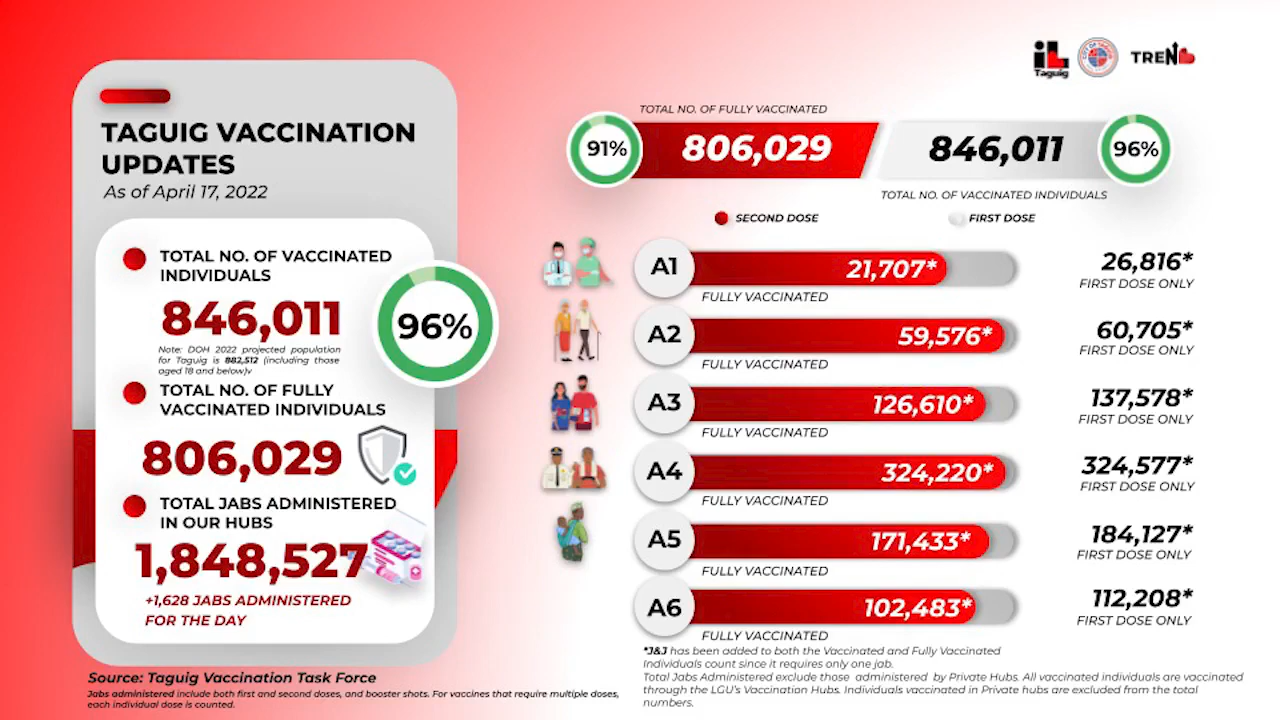 TAGUIG VACCINATION
UPDATES
As of April 17, 2022
TOTAL NO. OF VACCINATED
INDIVIDUALS
846,011
96%
Note: DOH 2022 projected population
for Taguig is 882,512 (including those
aged 18 and below)v
TOTAL NO. OF FULLY
VACCINATED INDIVIDUALS
806,029
TOTAL JABS ADMINISTERED
IN OUR HUBS
1,848,527
+1,628 JABS ADMINISTERED
FOR THE DAY
Source: Taguig Vaccination Task Force
Jabs administered include both first and second doses, and booster shots. For vaccines that require multiple doses,
each individual dose is counted.
iL
Taguig
TREN
TOTAL NO. OF FULLY VACCINATED
91% 806,029 846,011 96%
TOTAL NO. OF VACCINATED INDIVIDUALS
SECOND DOSE FIRST DOSE
A1 21,707* 26,816*
FULLY VACCINATED FIRST DOSE ONLY
A2 59,576* 60,705*
FULLY VACCINATED FIRST DOSE ONLY
A3 126,610* 137,578*
FULLY VACCINATED FIRST DOSE ONLY
A4 324,220* 324,577*
FULLY VACCINATED FIRST DOSE ONLY
A5 171,433* 184,127*
FULLY VACCINATED FIRST DOSE ONLY
A6 102,483* 112,208*
FULLY VACCINATED FIRST DOSE ONLY
*J&J has been added to both the Vaccinated and Fully Vaccinated
Individuals count since it requires only one jab.
Total Jabs Administered exclude those administered by Private Hubs. All vaccinated individuals are vaccinated
through the LGU's Vaccination Hubs. Individuals vaccinated in Private hubs are excluded from the total
numbers.